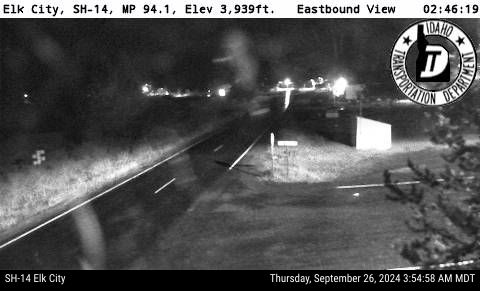 Elk City, SH-14, MP 94.1, Elev 3,939ft. Eastbound View 02:46:19
IDAHO
TRANSPORTATION DEPARTMENT
SH-14 Elk City Thursday, September 26, 2024 3:54:58 AM MDT